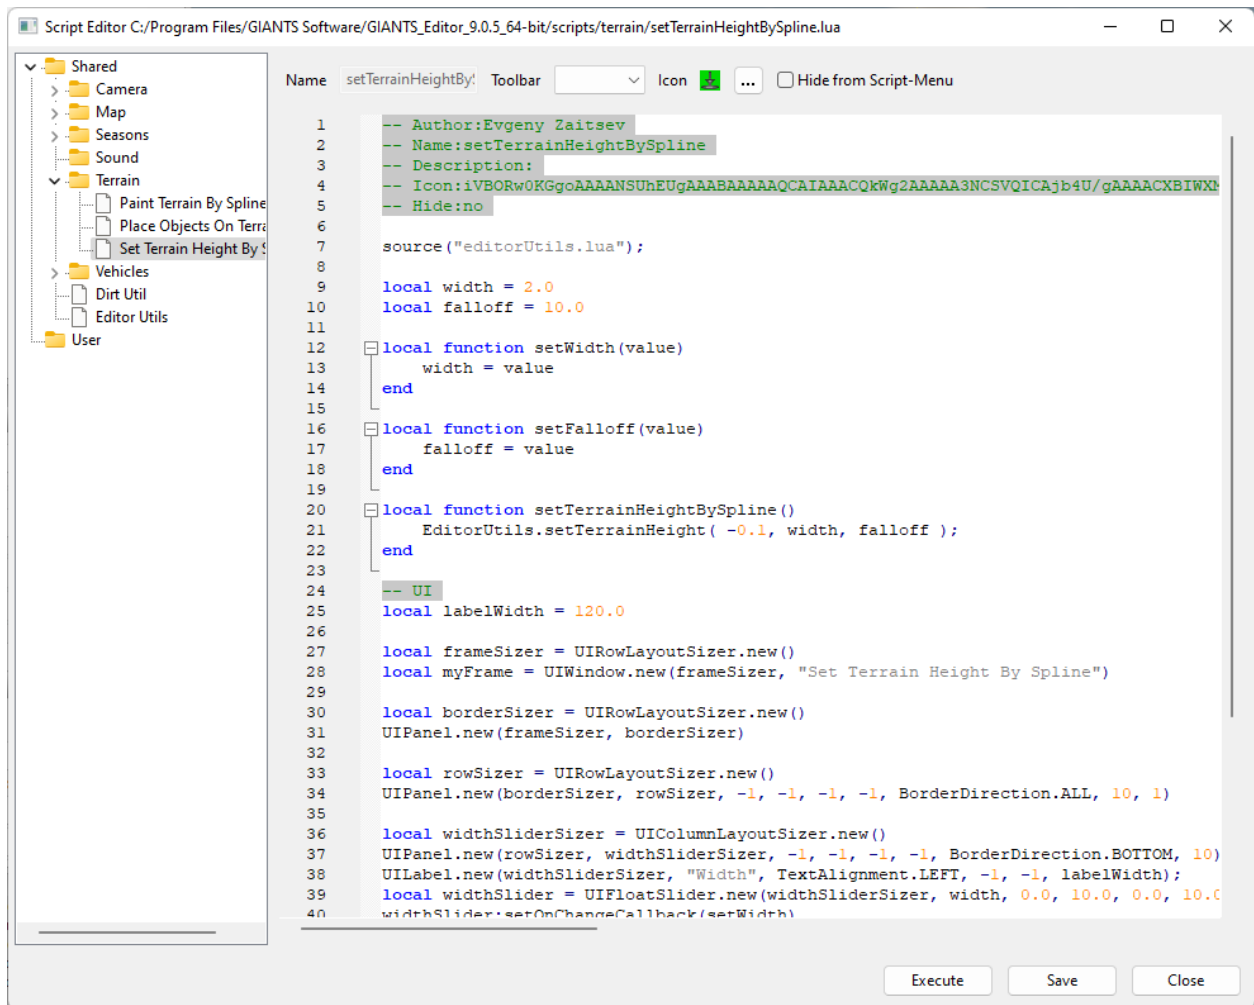 Script Editor C:/Program Files/GIANTS Software/GIANTS_Editor_9.0.5_64-bit/scripts/terrain/setTerrainHeightBySpline.lua
Shared
Camera
Map
Seasons
Sound
Terrain
Paint Terrain By Spline
Place Objects On Terra
Set Terrain Height By S
Vehicles
Dirt Util
Editor Utils
User
Name setTerrainHeightByS Toolbar Icon ... Hide from Script-Menu
1 -- Author:Evgeny Zaitsev
2 -- Name:setTerrainHeightBySpline
3 -- Description:
4 -- Icon:iVBORw0KGgoAAAANSUhEUgAAABAAAAAQCAIAAACQkWg2AAAAA3NCSVQICAjb4U/gAAAACXBIWXM
5 -- Hide:no
6
7 source("editorUtils.lua");
8
9 local width = 2.0
10 local falloff = 10.0
11
12 local function setWidth(value)
13 width = value
14 end
15
16 local function setFalloff(value)
17 falloff = value
18 end
19
20 local function setTerrainHeightBySpline()
21 EditorUtils.setTerrainHeight( -0.1, width, falloff );
22 end
23
24 -- UI
25 local labelWidth = 120.0
26
27 local frameSizer = UIRowLayoutSizer.new()
28 local myFrame = UIWindow.new(frameSizer, "Set Terrain Height By Spline")
29
30 local borderSizer = UIRowLayoutSizer.new()
31 UIPanel.new(frameSizer, borderSizer)
32
33 local rowSizer = UIRowLayoutSizer.new()
34 UIPanel.new(borderSizer, rowSizer, -1, -1, -1, -1, BorderDirection.ALL, 10, 1)
35
36 local widthSliderSizer = UIColumnLayoutSizer.new()
37 UIPanel.new(rowSizer, widthSliderSizer, -1, -1, -1, -1, BorderDirection.BOTTOM, 10)
38 UILabel.new(widthSliderSizer, "Width", TextAlignment.LEFT, -1, -1, labelWidth);
39 local widthSlider = UIFloatSlider.new(widthSliderSizer, width, 0.0, 10.0, 0.0, 10.0
40 widthSlider:setOnChangeCallback(setWidth)
Execute Save Close